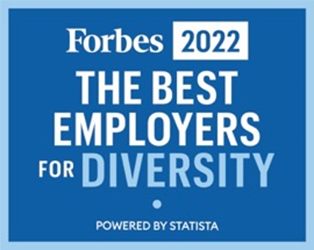 Forbes 2022
THE BEST
EMPLOYERS
FOR DIVERSITY
POWERED BY STATISTA